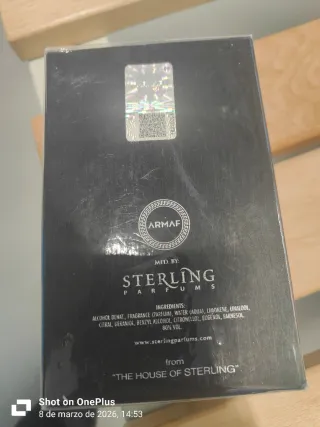 ARMAF
MFD BY:
STERLING
PARFUMS
INGREDIENTS:
ALCOHOL DENAT, FRAGRANCE (PARFUM), WATER (AQUA), LIMONENE, LINALOOL,
CITRAL, GERANIOL, BENZYL ALCOHOL, CITRONELLOL, EUGENOL, FARNESOL.
80% VOL.
www.sterlingparfums.com
from
"THE HOUSE OF STERLING"
Shot on OnePlus
8 de marzo de 2026, 14:53